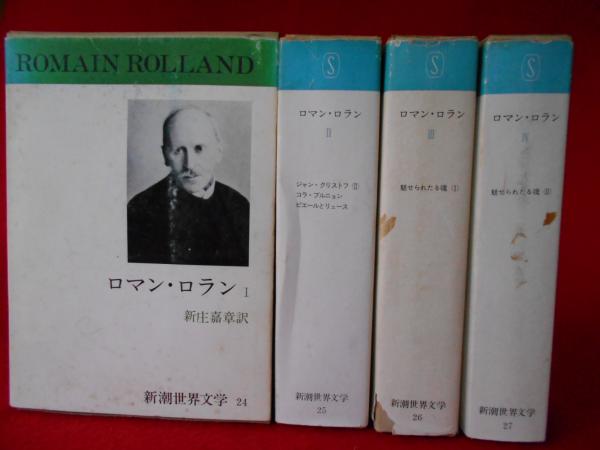 ROMAIN ROLLAND
ロマン・ロラン I
新庄嘉章訳
新潮世界文学 24
S
ロマン・ロラン
II
ジャン・クリストフ (II)
コラ・ブルニョン
ピエールとリュース
新潮世界文学
25
S
ロマン・ロラン
III
魅せられたる魂 (I)
新潮世界文学
26
S
ロマン・ロラン
IV
魅せられたる魂 (II)
新潮世界文学
27